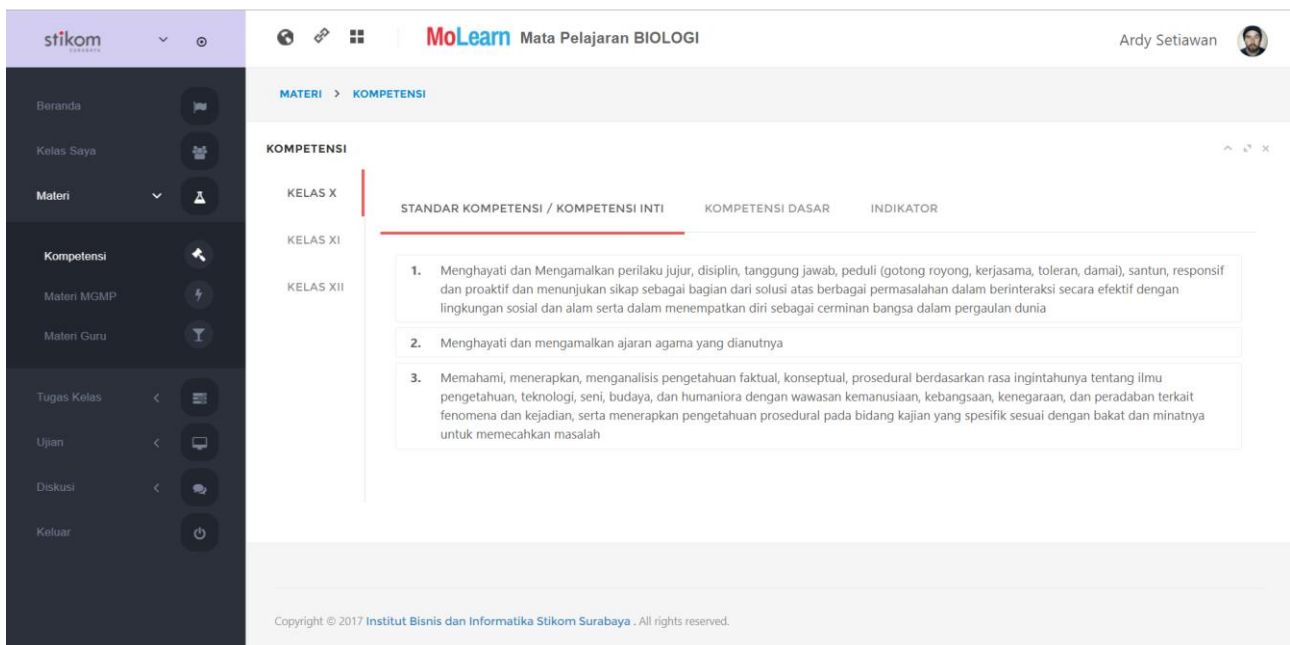 stikom
SURABAYA
MoLearn Mata Pelajaran BIOLOGI
Ardy Setiawan
Beranda
Kelas Saya
Materi
Kompetensi
Materi MGMP
Materi Guru
Tugas Kelas
Ujian
Diskusi
Keluar
MATERI > KOMPETENSI
KOMPETENSI
KELAS X
KELAS XI
KELAS XII
STANDAR KOMPETENSI / KOMPETENSI INTI KOMPETENSI DASAR INDIKATOR
1. Menghayati dan Mengamalkan perilaku jujur, disiplin, tanggung jawab, peduli (gotong royong, kerjasama, toleran, damai), santun, responsif
dan proaktif dan menunjukan sikap sebagai bagian dari solusi atas berbagai permasalahan dalam berinteraksi secara efektif dengan
lingkungan sosial dan alam serta dalam menempatkan diri sebagai cerminan bangsa dalam pergaulan dunia
2. Menghayati dan mengamalkan ajaran agama yang dianutnya
3. Memahami, menerapkan, menganalisis pengetahuan faktual, konseptual, prosedural berdasarkan rasa ingintahunya tentang ilmu
pengetahuan, teknologi, seni, budaya, dan humaniora dengan wawasan kemanusiaan, kebangsaan, kenegaraan, dan peradaban terkait
fenomena dan kejadian, serta menerapkan pengetahuan prosedural pada bidang kajian yang spesifik sesuai dengan bakat dan minatnya
untuk memecahkan masalah
Copyright © 2017 Institut Bisnis dan Informatika Stikom Surabaya . All rights reserved.